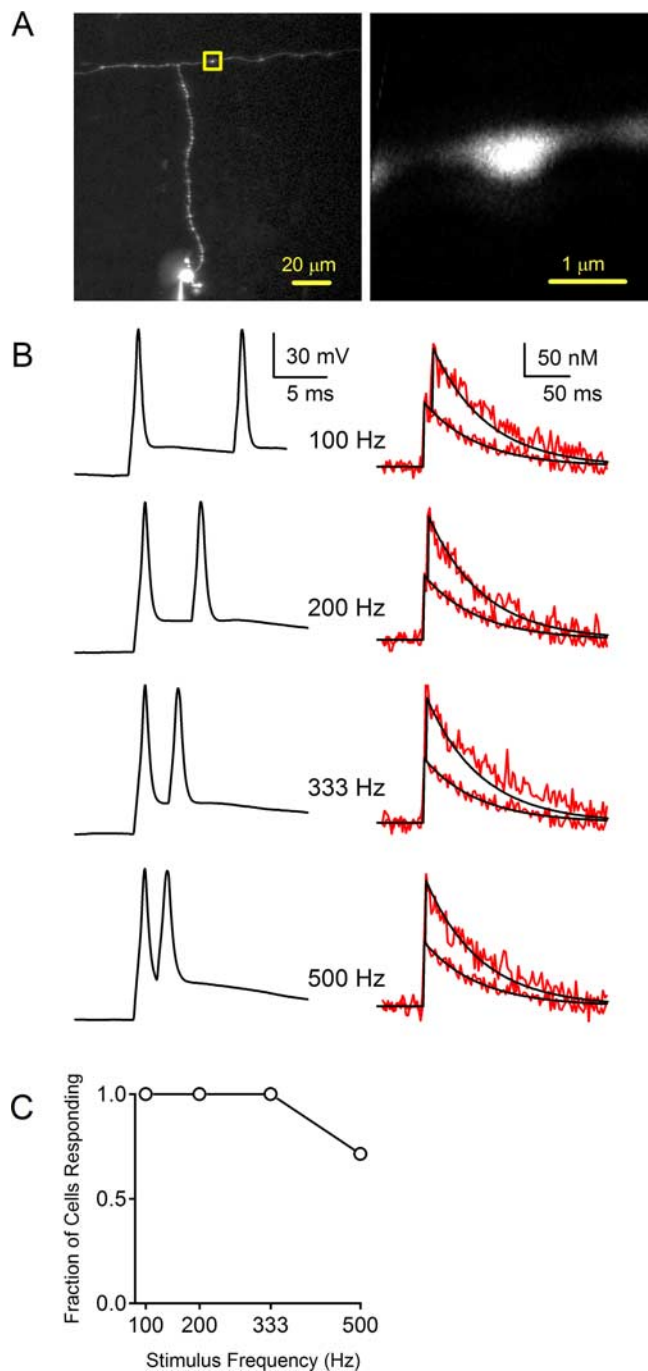 A
20 µm
1 µm
B
30 mV
5 ms
50 nM
50 ms
100 Hz
200 Hz
333 Hz
500 Hz
C
Fraction of Cells Responding
1.0
0.5
0.0
100 200 333 500
Stimulus Frequency (Hz)